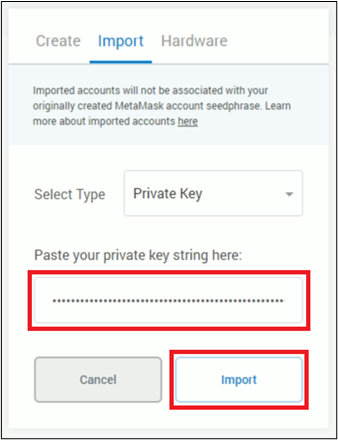 Create Import Hardware
Imported accounts will not be associated with your
originally created MetaMask account seedphrase. Learn
more about imported accounts here
Select Type Private Key
Paste your private key string here:
Cancel Import